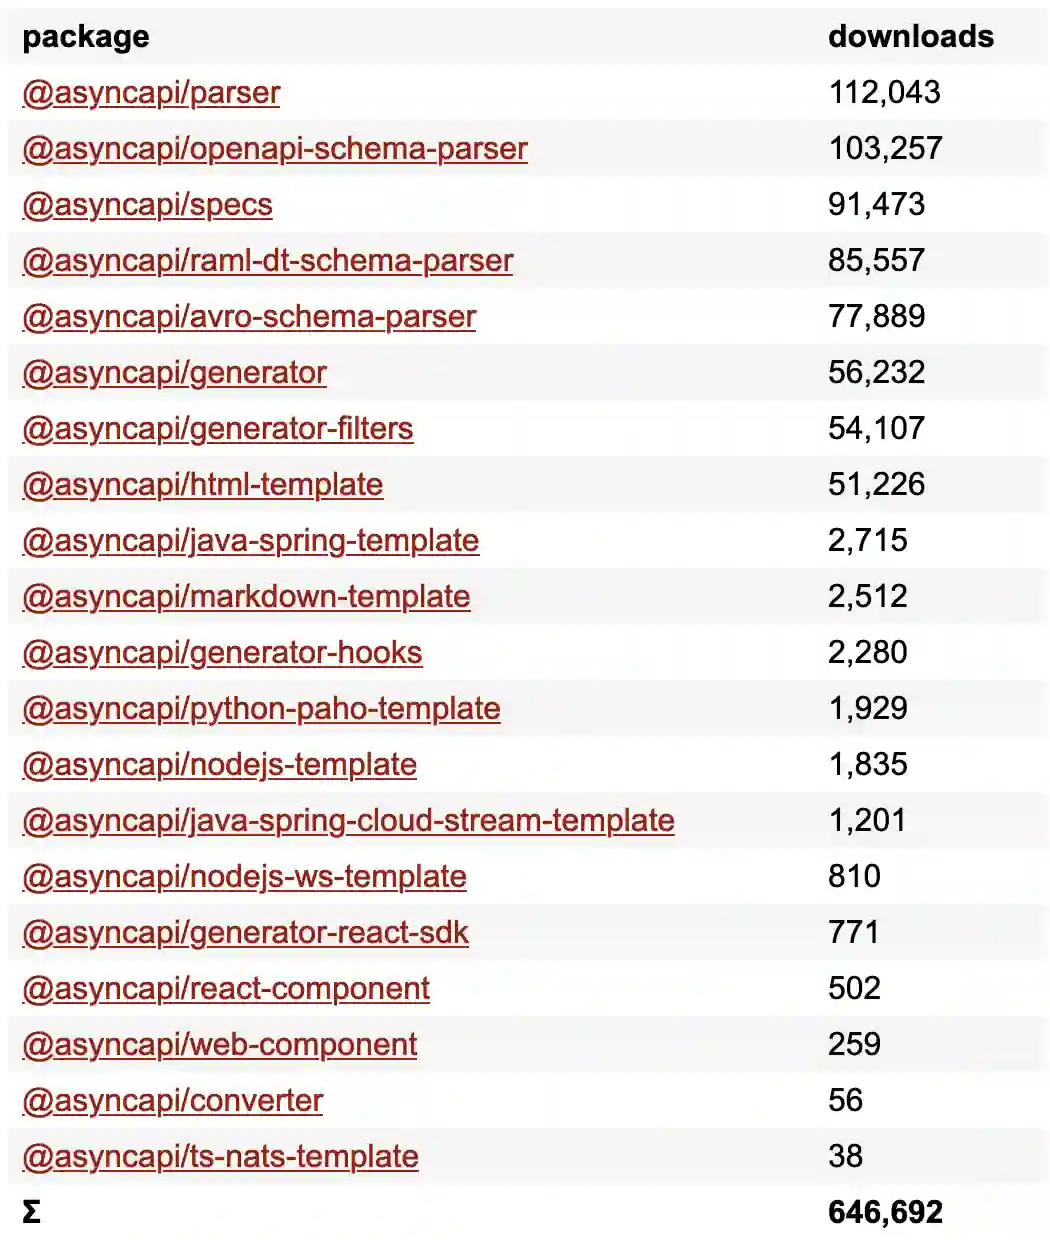 package downloads
@asyncapi/parser 112,043
@asyncapi/openapi-schema-parser 103,257
@asyncapi/specs 91,473
@asyncapi/raml-dt-schema-parser 85,557
@asyncapi/avro-schema-parser 77,889
@asyncapi/generator 56,232
@asyncapi/generator-filters 54,107
@asyncapi/html-template 51,226
@asyncapi/java-spring-template 2,715
@asyncapi/markdown-template 2,512
@asyncapi/generator-hooks 2,280
@asyncapi/python-paho-template 1,929
@asyncapi/nodejs-template 1,835
@asyncapi/java-spring-cloud-stream-template 1,201
@asyncapi/nodejs-ws-template 810
@asyncapi/generator-react-sdk 771
@asyncapi/react-component 502
@asyncapi/web-component 259
@asyncapi/converter 56
@asyncapi/ts-nats-template 38
Σ 646,692